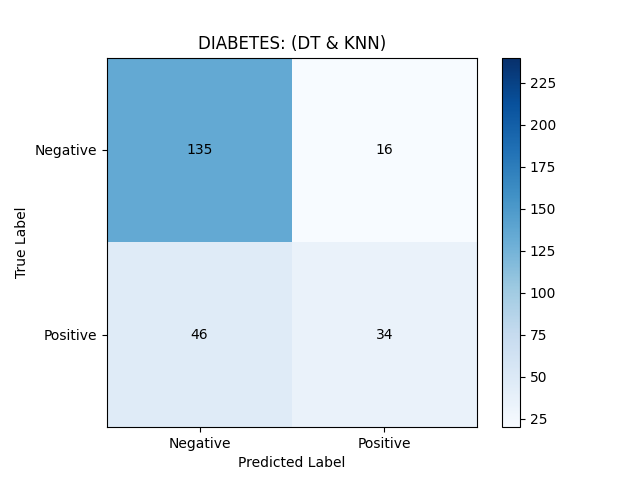 DIABETES: (DT & KNN)
True Label
Negative
135
16
Positive
46
34
Negative
Positive
Predicted Label
225
200
175
150
125
100
75
50
25